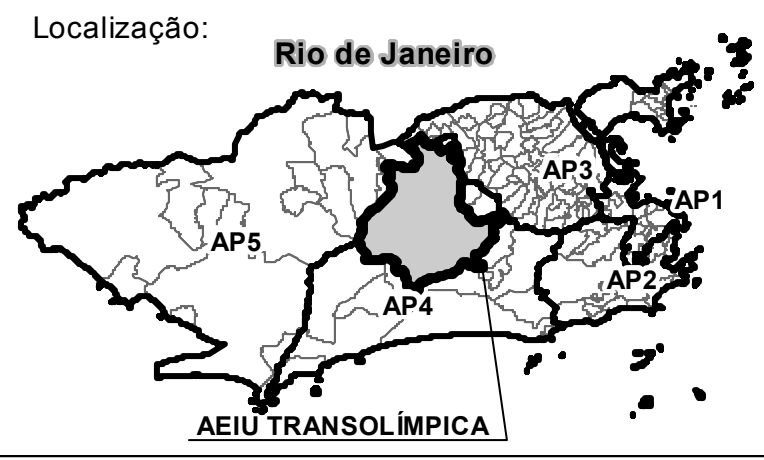 Localização:
Rio de Janeiro
AP3
AP1
AP5
AP2
AP4
AEIU TRANSOLÍMPICA